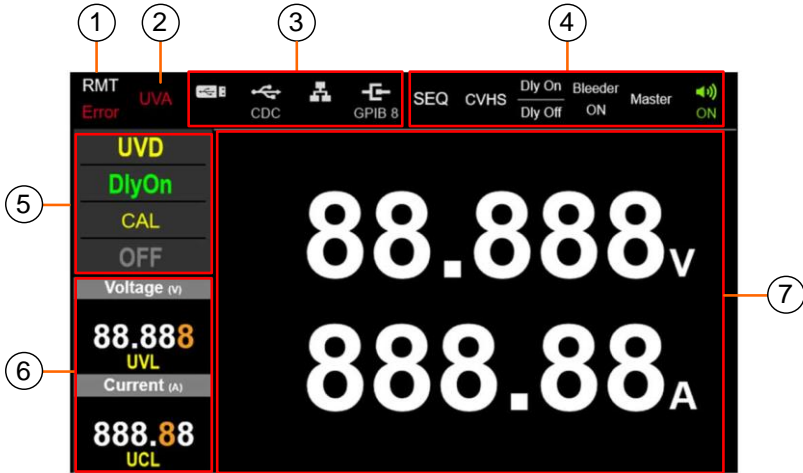 1
2
3
4
RMT
Error
UVA
CDC
GPIB 8
SEQ
CVHS
Dly On
Dly Off
Bleeder
ON
Master
ON
5
UVD
DlyOn
CAL
OFF
88.888V
888.88A
7
6
Voltage (V)
88.888
UVL
Current (A)
888.88
UCL